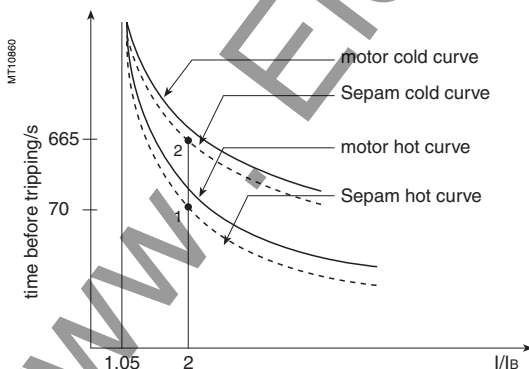 MT10860
motor cold curve
Sepam cold curve
motor hot curve
Sepam hot curve
time before tripping/s
665
70
2
1
1.05
2
I/IB